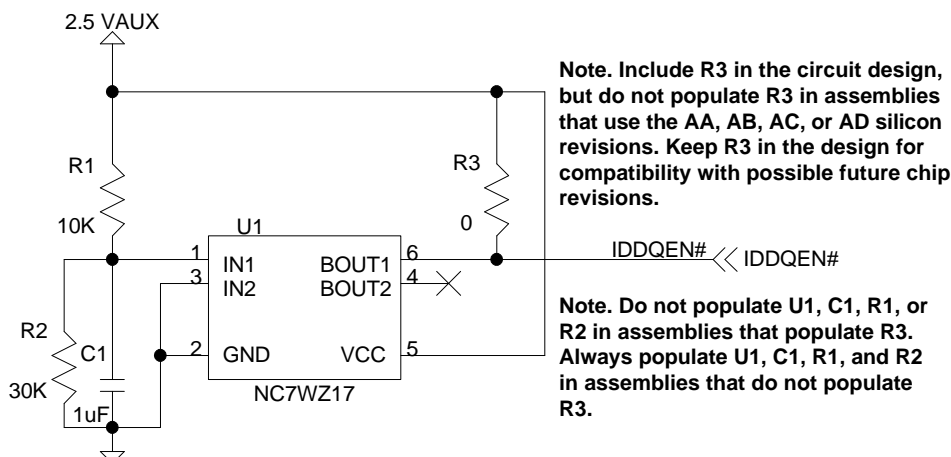 2.5 VAUX
Note. Include R3 in the circuit design,
but do not populate R3 in assemblies
that use the AA, AB, AC, or AD silicon
revisions. Keep R3 in the design for
compatibility with possible future chip
revisions.
R1
10K
R3
0
U1
1
IN1
3
IN2
2
GND
BOUT1
6
BOUT2
4
VCC
5
NC7WZ17
IDDQEN#
IDDQEN#
R2
30K
C1
1uF
Note. Do not populate U1, C1, R1, or
R2 in assemblies that populate R3.
Always populate U1, C1, R1, and R2
in assemblies that do not populate
R3.